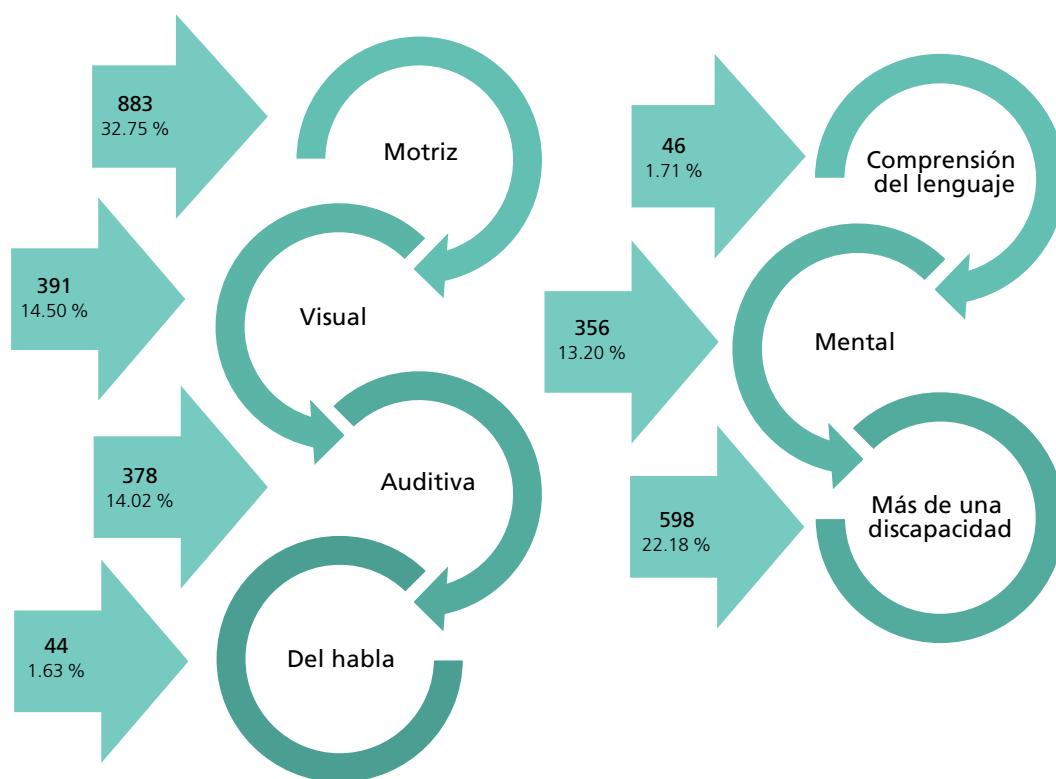 883
32.75 %
Motriz
391
14.50 %
Visual
378
14.02 %
Auditiva
44
1.63 %
Del habla
46
1.71 %
Comprensión
del lenguaje
356
13.20 %
Mental
598
22.18 %
Más de una
discapacidad